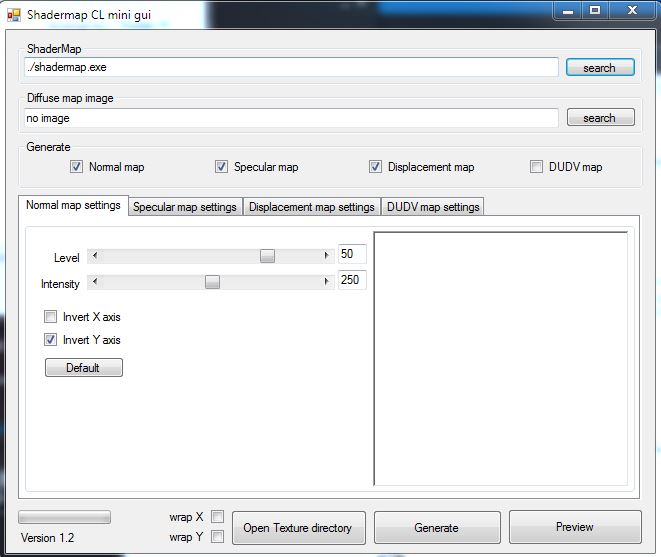 Shadermap CL mini gui
ShaderMap
./shadermap.exe search
Diffuse map image
no image search
Generate
Normal map Specular map Displacement map DUDV map
Normal map settings Specular map settings Displacement map settings DUDV map settings
Level 50
Intensity 250
Invert X axis
Invert Y axis
Default
wrap X
wrap Y
Version 1.2
Open Texture directory Generate Preview